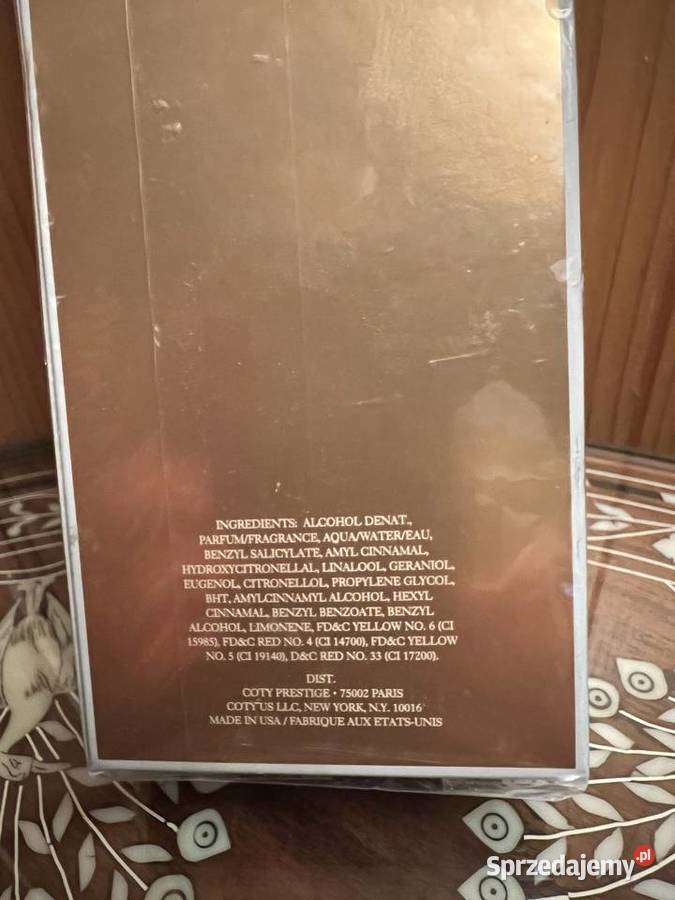 INGREDIENTS: ALCOHOL DENAT.,
PARFUM/FRAGRANCE, AQUA/WATER/EAU,
BENZYL SALICYLATE, AMYL CINNAMAL,
HYDROXYCITRONELLAL, LINALOOL, GERANIOL,
EUGENOL, CITRONELLOL, PROPYLENE GLYCOL,
BHT, AMYLCINNAMYL ALCOHOL, HEXYL
CINNAMAL, BENZYL BENZOATE, BENZYL
ALCOHOL, LIMONENE, FD&C YELLOW NO. 6 (CI
15985), FD&C RED NO. 4 (CI 14700), FD&C YELLOW
NO. 5 (CI 19140), D&C RED NO. 33 (CI 17200).
DIST.
COTY PRESTIGE • 75002 PARIS
COTY US LLC, NEW YORK, N.Y. 10016
MADE IN USA / FABRIQUE AUX ETATS-UNIS
Sprzedajemy.pl